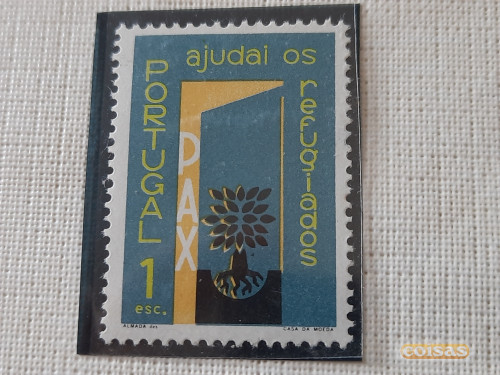 ajudai os
refugiados
PORTUGAL
PAX
1
esc.
ALMADA des.
CASA DA MOEDA
coisas